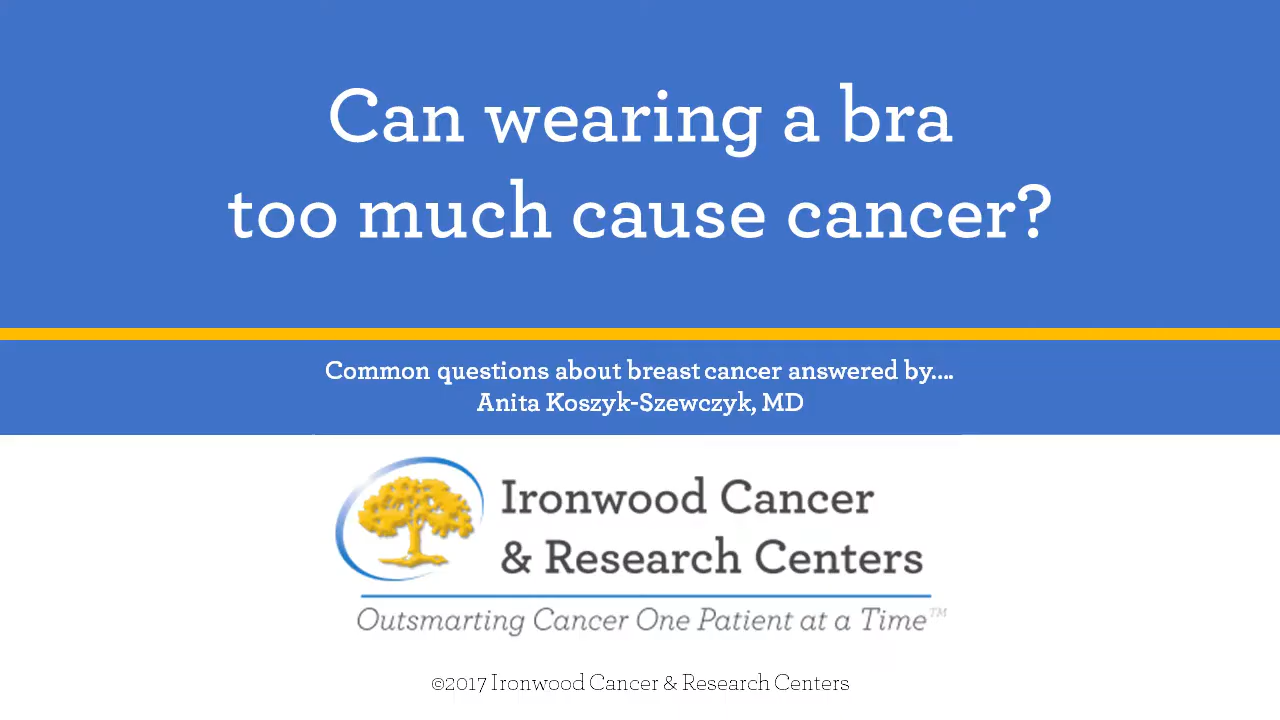 Can wearing a bra
too much cause cancer?
Common questions about breast cancer answered by....
Anita Koszyk-Szewczyk, MD
Ironwood Cancer
& Research Centers
Outsmarting Cancer One Patient at a Time™
©2017 Ironwood Cancer & Research Centers